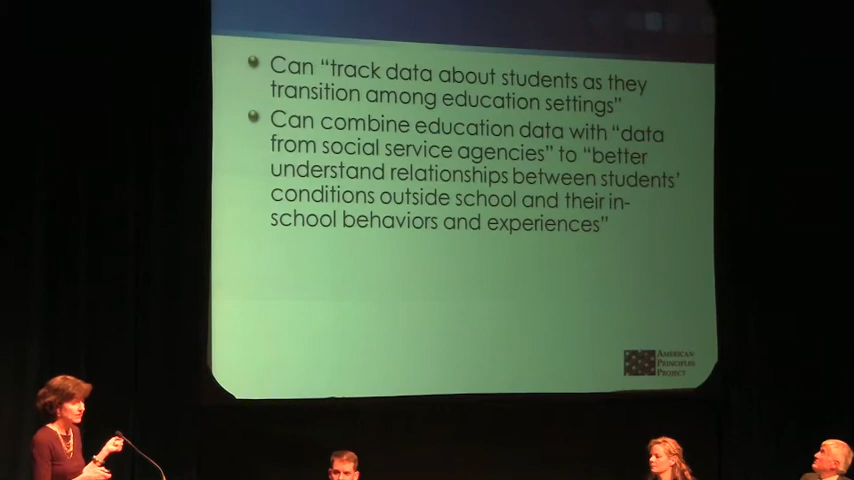 Can “track data about students as they
transition among education settings”
Can combine education data with “data
from social service agencies” to “better
understand relationships between students’
conditions outside school and their in-
school behaviors and experiences”
American
Principles
Project